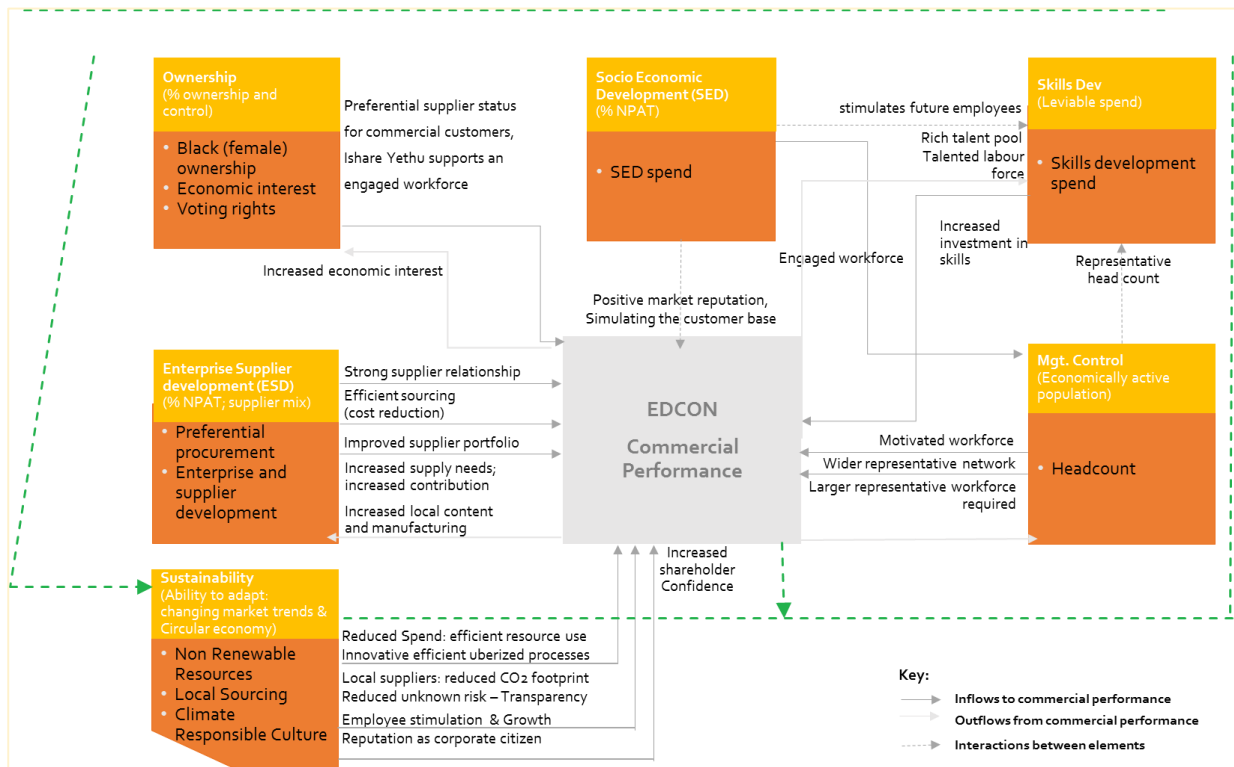 Ownership
(% ownership and
control)
• Black (female)
ownership
• Economic interest
• Voting rights
Preferential supplier status
for commercial customers,
Ishare Yethu supports an
engaged workforce
Increased economic interest
Socio Economic
Development (SED)
(% NPAT)
• SED spend
stimulates future employees
Rich talent pool
Talented labour
force
Skills Dev
(Leviable spend)
• Skills development
spend
Engaged workforce
Increased
investment in
skills
Representative
head count
Positive market reputation,
Simulating the customer base
Enterprise Supplier
development (ESD)
(% NPAT; supplier mix)
• Preferential
procurement
• Enterprise and
supplier
development
Strong supplier relationship
Efficient sourcing
(cost reduction)
Improved supplier portfolio
Increased supply needs;
increased contribution
Increased local content
and manufacturing
EDCON
Commercial
Performance
Motivated workforce
Wider representative network
Larger representative workforce
required
Mgt. Control
(Economically active
population)
• Headcount
Increased
shareholder
Confidence
Sustainability
(Ability to adapt:
changing market trends &
Circular economy)
• Non Renewable
Resources
• Local Sourcing
• Climate
Responsible Culture
Reduced Spend: efficient resource use
Innovative efficient uberized processes
Local suppliers: reduced CO2 footprint
Reduced unknown risk – Transparency
Employee stimulation & Growth
Reputation as corporate citizen
Key:
Inflows to commercial performance
Outflows from commercial performance
Interactions between elements